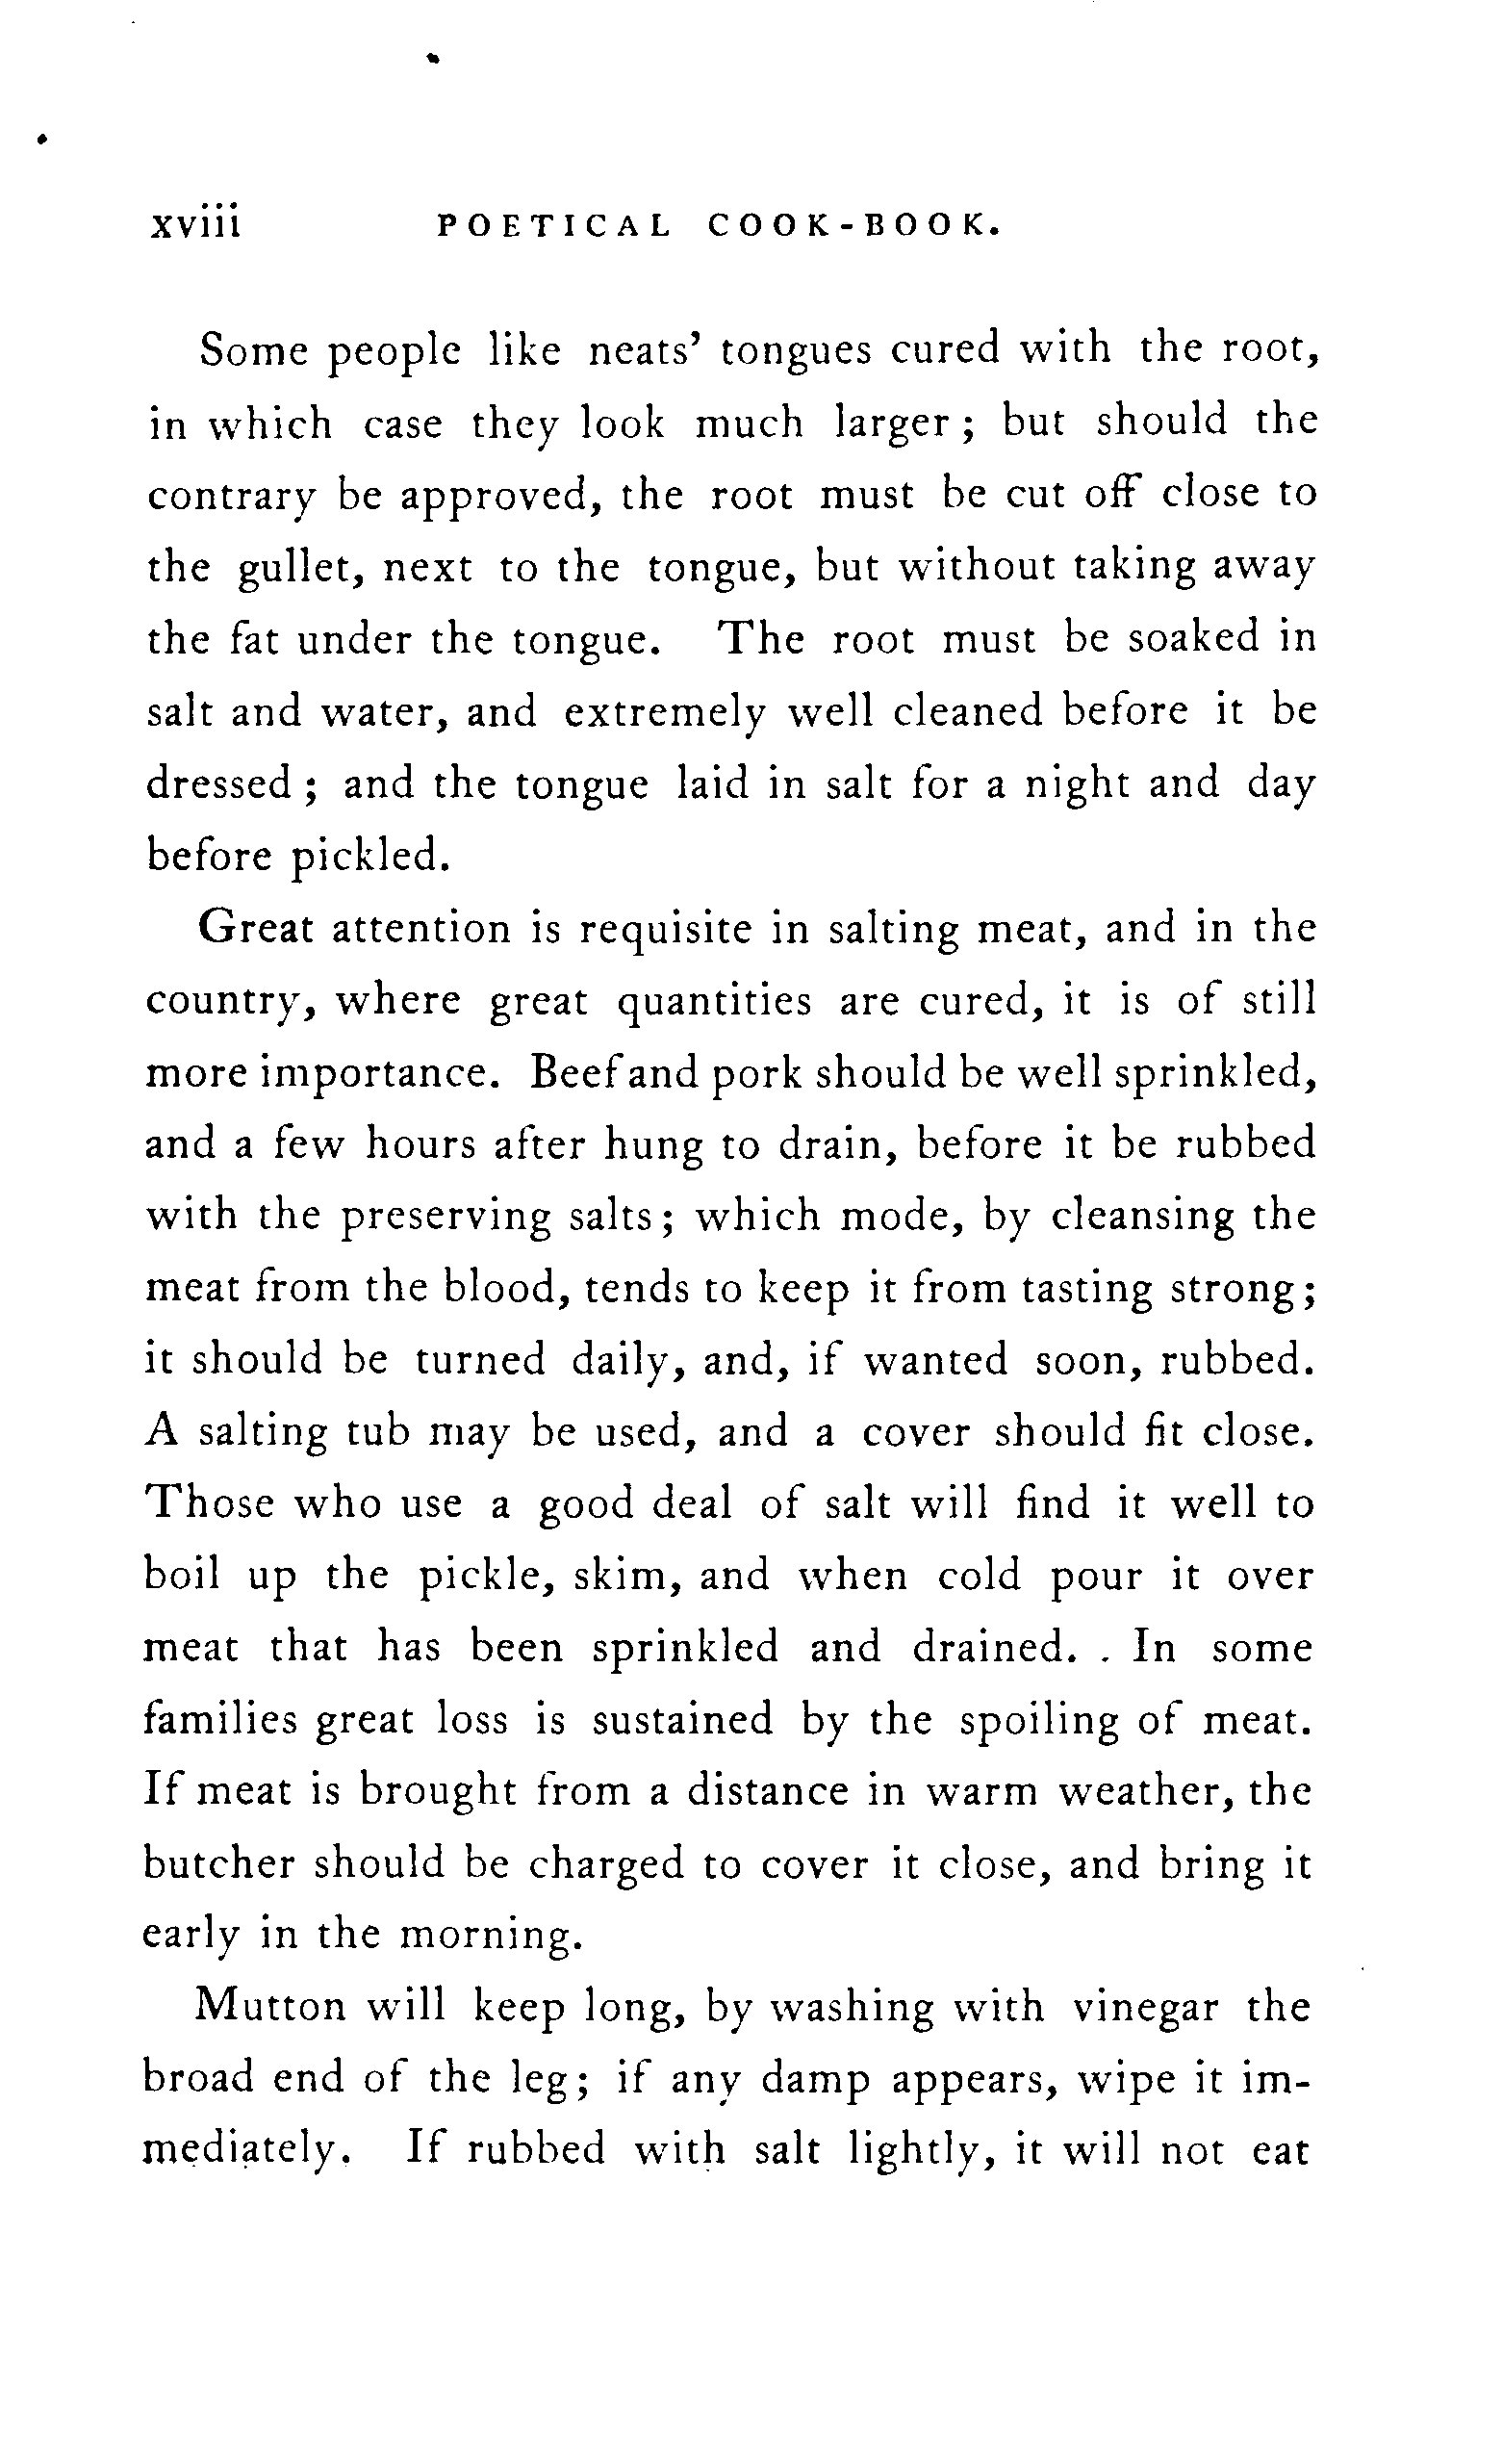 xviii POETICAL COOK-BOOK.
Some people like neats’ tongues cured with the root,
in which case they look much larger; but should the
contrary be approved, the root must be cut off close to
the gullet, next to the tongue, but without taking away
the fat under the tongue. The root must be soaked in
salt and water, and extremely well cleaned before it be
dressed; and the tongue laid in salt for a night and day
before pickled.
Great attention is requisite in salting meat, and in the
country, where great quantities are cured, it is of still
more importance. Beef and pork should be well sprinkled,
and a few hours after hung to drain, before it be rubbed
with the preserving salts; which mode, by cleansing the
meat from the blood, tends to keep it from tasting strong;
it should be turned daily, and, if wanted soon, rubbed.
A salting tub may be used, and a cover should fit close.
Those who use a good deal of salt will find it well to
boil up the pickle, skim, and when cold pour it over
meat that has been sprinkled and drained. In some
families great loss is sustained by the spoiling of meat.
If meat is brought from a distance in warm weather, the
butcher should be charged to cover it close, and bring it
early in the morning.
Mutton will keep long, by washing with vinegar the
broad end of the leg; if any damp appears, wipe it im-
mediately. If rubbed with salt lightly, it will not eat